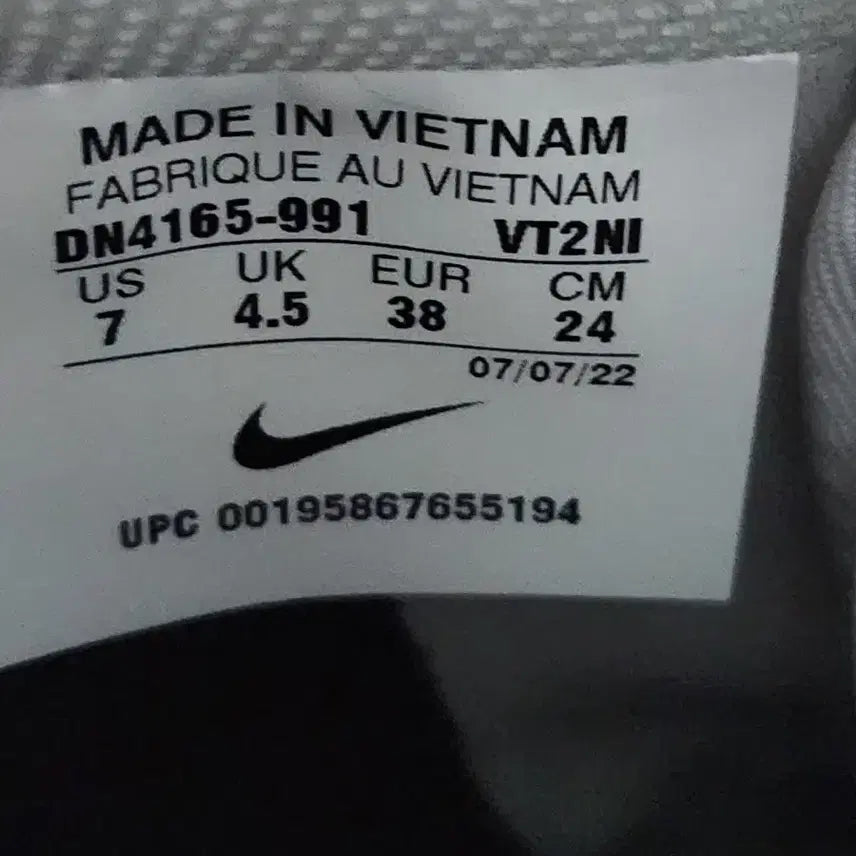 MADE IN VIETNAM
FABRIQUE AU VIETNAM
DN4165-991 VT2NI
US UK EUR CM
7 4.5 38 24
07/07/22
UPC 00195867655194